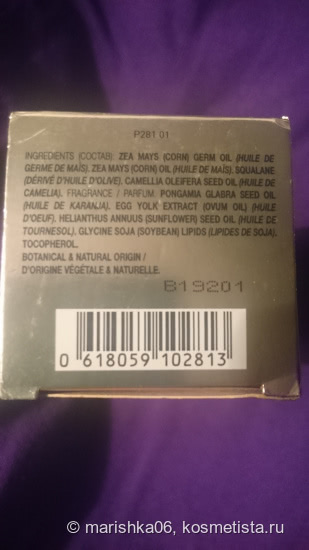 P281 01
INGREDIENTS (СОСТАВ): ZEA MAYS (CORN) GERM OIL (HUILE DE
GERME DE MAÏS). ZEA MAYS (CORN) OIL (HUILE DE MAÏS). SQUALANE
(DÉRIVÉ D'HUILE D'OLIVE). CAMELLIA OLEIFERA SEED OIL (HUILE DE
CAMELIA). FRAGRANCE / PARFUM. PONGAMIA GLABRA SEED OIL
(HUILE DE KARANJA). EGG YOLK EXTRACT (OVUM OIL) (HUILE
D'OEUF). HELIANTHUS ANNUUS (SUNFLOWER) SEED OIL (HUILE DE
TOURNESOL). GLYCINE SOJA (SOYBEAN) LIPIDS (LIPIDES DE SOJA).
TOCOPHEROL.
BOTANICAL & NATURAL ORIGIN /
D'ORIGINE VÉGÉTALE & NATURELLE.
B19201
0 618059 102813
© marishka06, kosmetista.ru